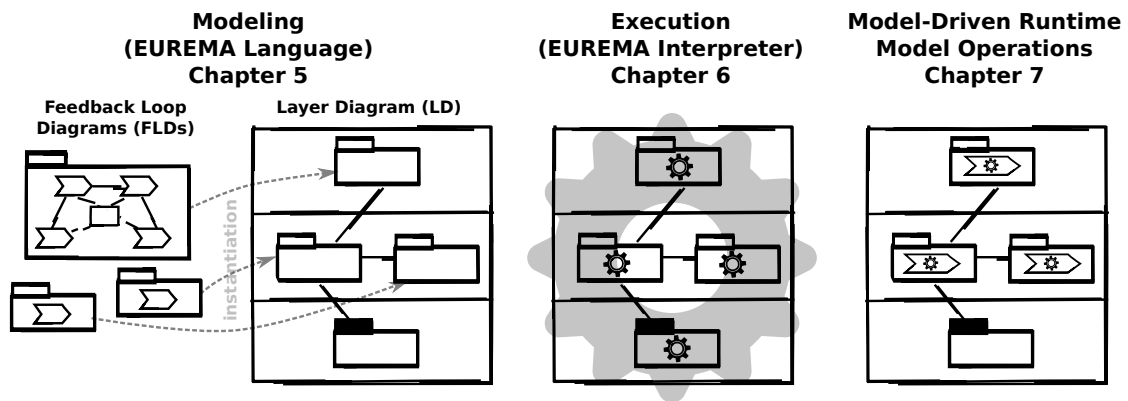 Modeling
(EUREMA Language)
Chapter 5
Execution
(EUREMA Interpreter)
Chapter 6
Model-Driven Runtime
Model Operations
Chapter 7
Feedback Loop
Diagrams (FLDs)
Layer Diagram (LD)
instantiation